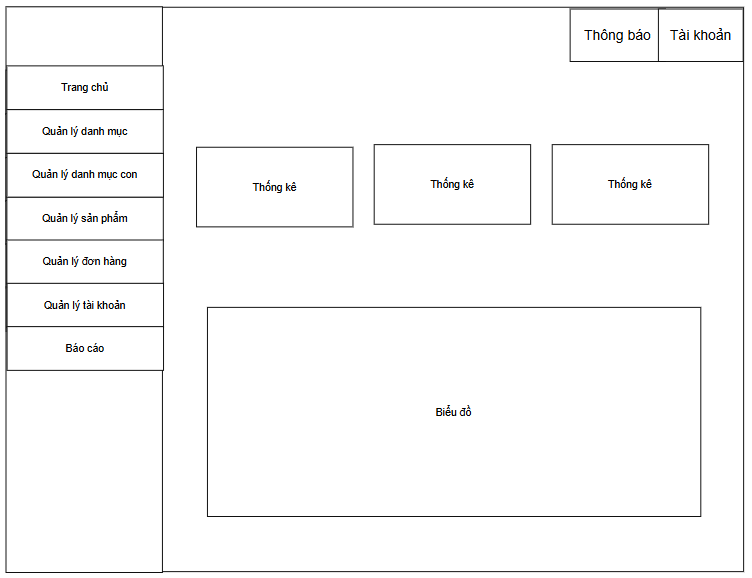 Thông báo
Tài khoản
Trang chủ
Quản lý danh mục
Quản lý danh mục con
Quản lý sản phẩm
Quản lý đơn hàng
Quản lý tài khoản
Báo cáo
Thống kê
Thống kê
Thống kê
Biểu đồ